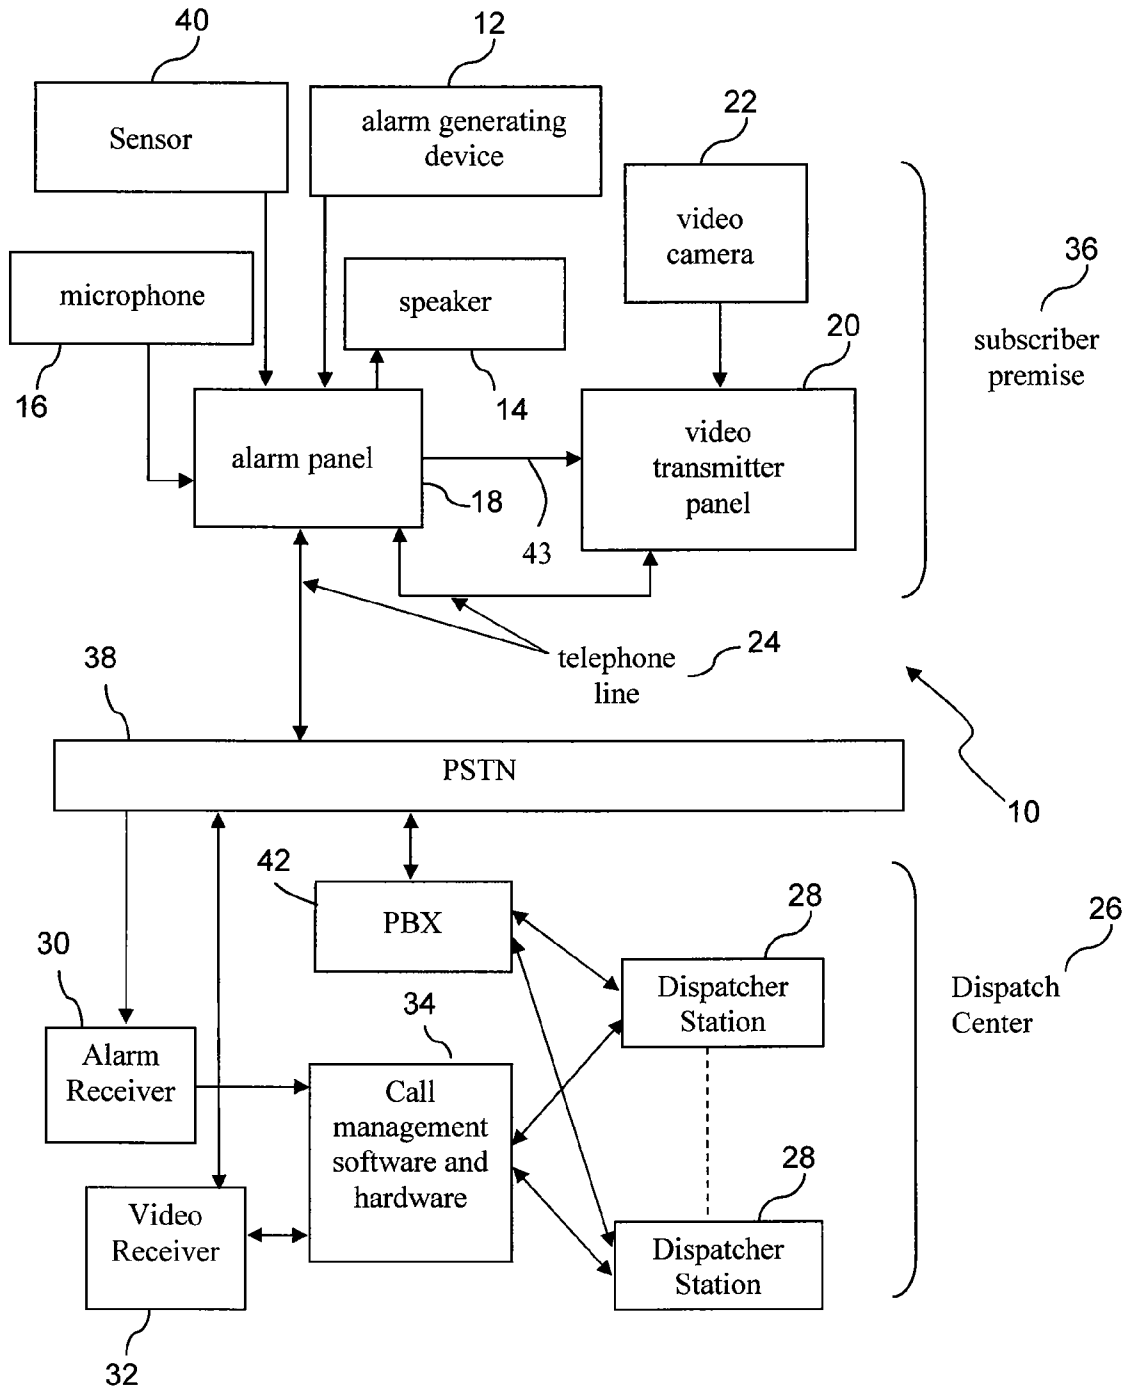 40
12
Sensor
alarm generating
device
22
video
camera
36
subscriber
premise
microphone
speaker
20
16
14
alarm panel
18
video
transmitter
panel
43
telephone
line
24
38
PSTN
10
42
PBX
28
26
30
34
Dispatcher
Station
Dispatch
Center
Alarm
Receiver
Call
management
software and
hardware
28
Video
Receiver
Dispatcher
Station
32